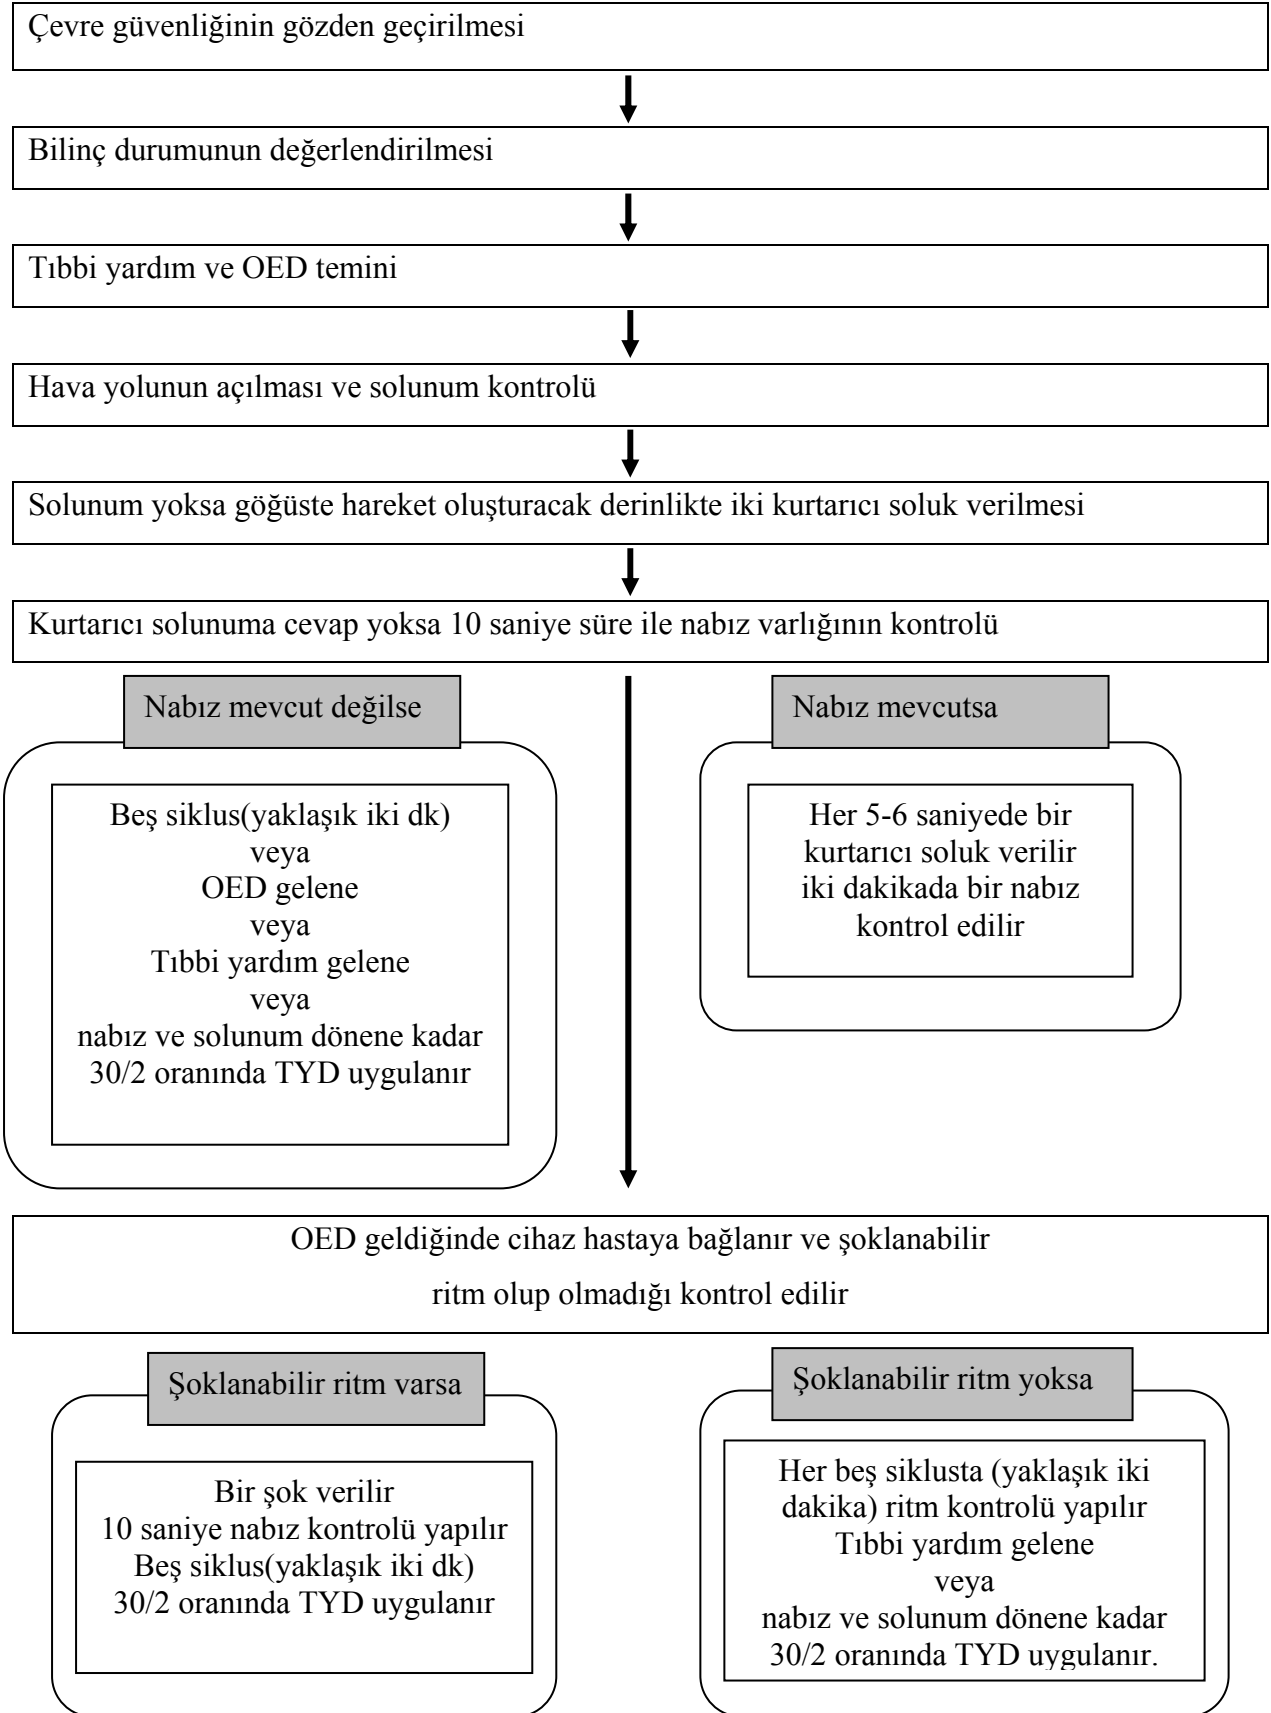 Çevre güvenliğinin gözden geçirilmesi
Bilinç durumunun değerlendirilmesi
Tıbbi yardım ve OED temini
Hava yolunun açılması ve solunum kontrolü
Solunum yoksa göğüste hareket oluşturacak derinlikte iki kurtarıcı soluk verilmesi
Kurtarıcı solunuma cevap yoksa 10 saniye süre ile nabız varlığının kontrolü
Nabız mevcut değilse
Beş siklus(yaklaşık iki dk)
veya
OED gelene
veya
Tıbbi yardım gelene
veya
nabız ve solunum dönene kadar
30/2 oranında TYD uygulanır
Nabız mevcutsa
Her 5-6 saniyede bir
kurtarıcı soluk verilir
iki dakikada bir nabız
kontrol edilir
OED geldiğinde cihaz hastaya bağlanır ve şoklanabilir
ritm olup olmadığı kontrol edilir
Şoklanabilir ritm varsa
Bir şok verilir
10 saniye nabız kontrolü yapılır
Beş siklus(yaklaşık iki dk)
30/2 oranında TYD uygulanır
Şoklanabilir ritm yoksa
Her beş siklusta (yaklaşık iki
dakika) ritm kontrolü yapılır
Tıbbi yardım gelene
veya
nabız ve solunum dönene kadar
30/2 oranında TYD uygulanır.